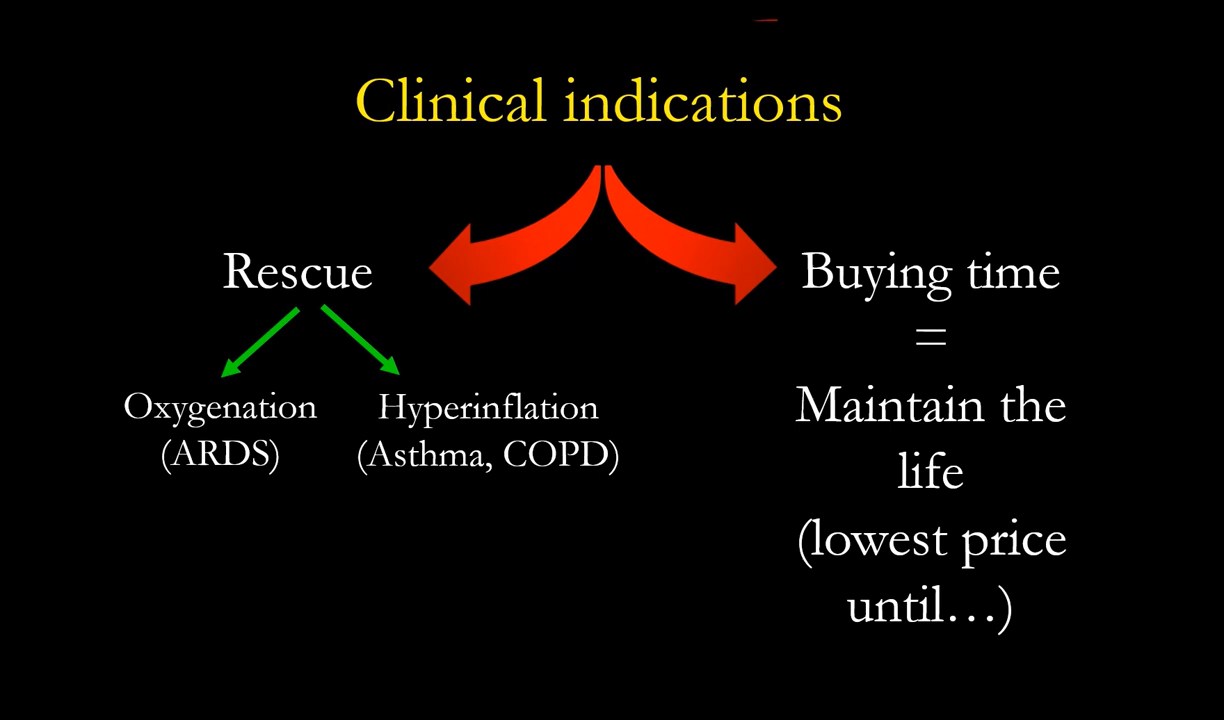 Clinical indications
Rescue
Oxygenation
(ARDS)
Hyperinflation
(Asthma, COPD)
Buying time
=
Maintain the
life
(lowest price
until…)